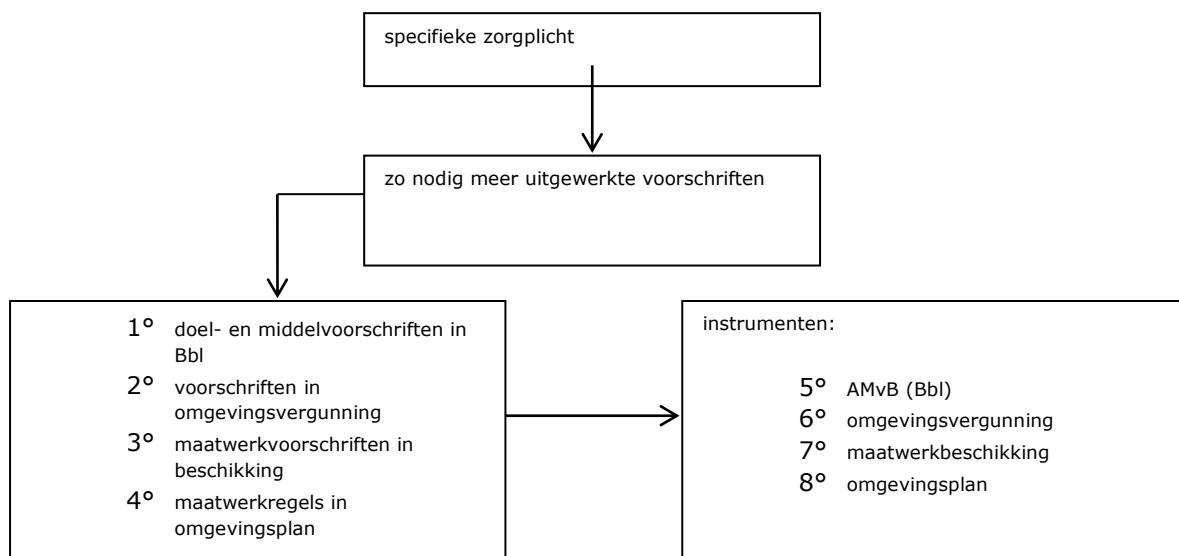 specifieke zorgplicht
zo nodig meer uitgewerkte voorschriften
1° doel- en middelvoorschriften in
Bbl
2° voorschriften in
omgevingsvergunning
3° maatwerkvoorschriften in
beschikking
4° maatwerkregels in
omgevingsplan
instrumenten:
5° AMvB (Bbl)
6° omgevingsvergunning
7° maatwerkbeschikking
8° omgevingsplan